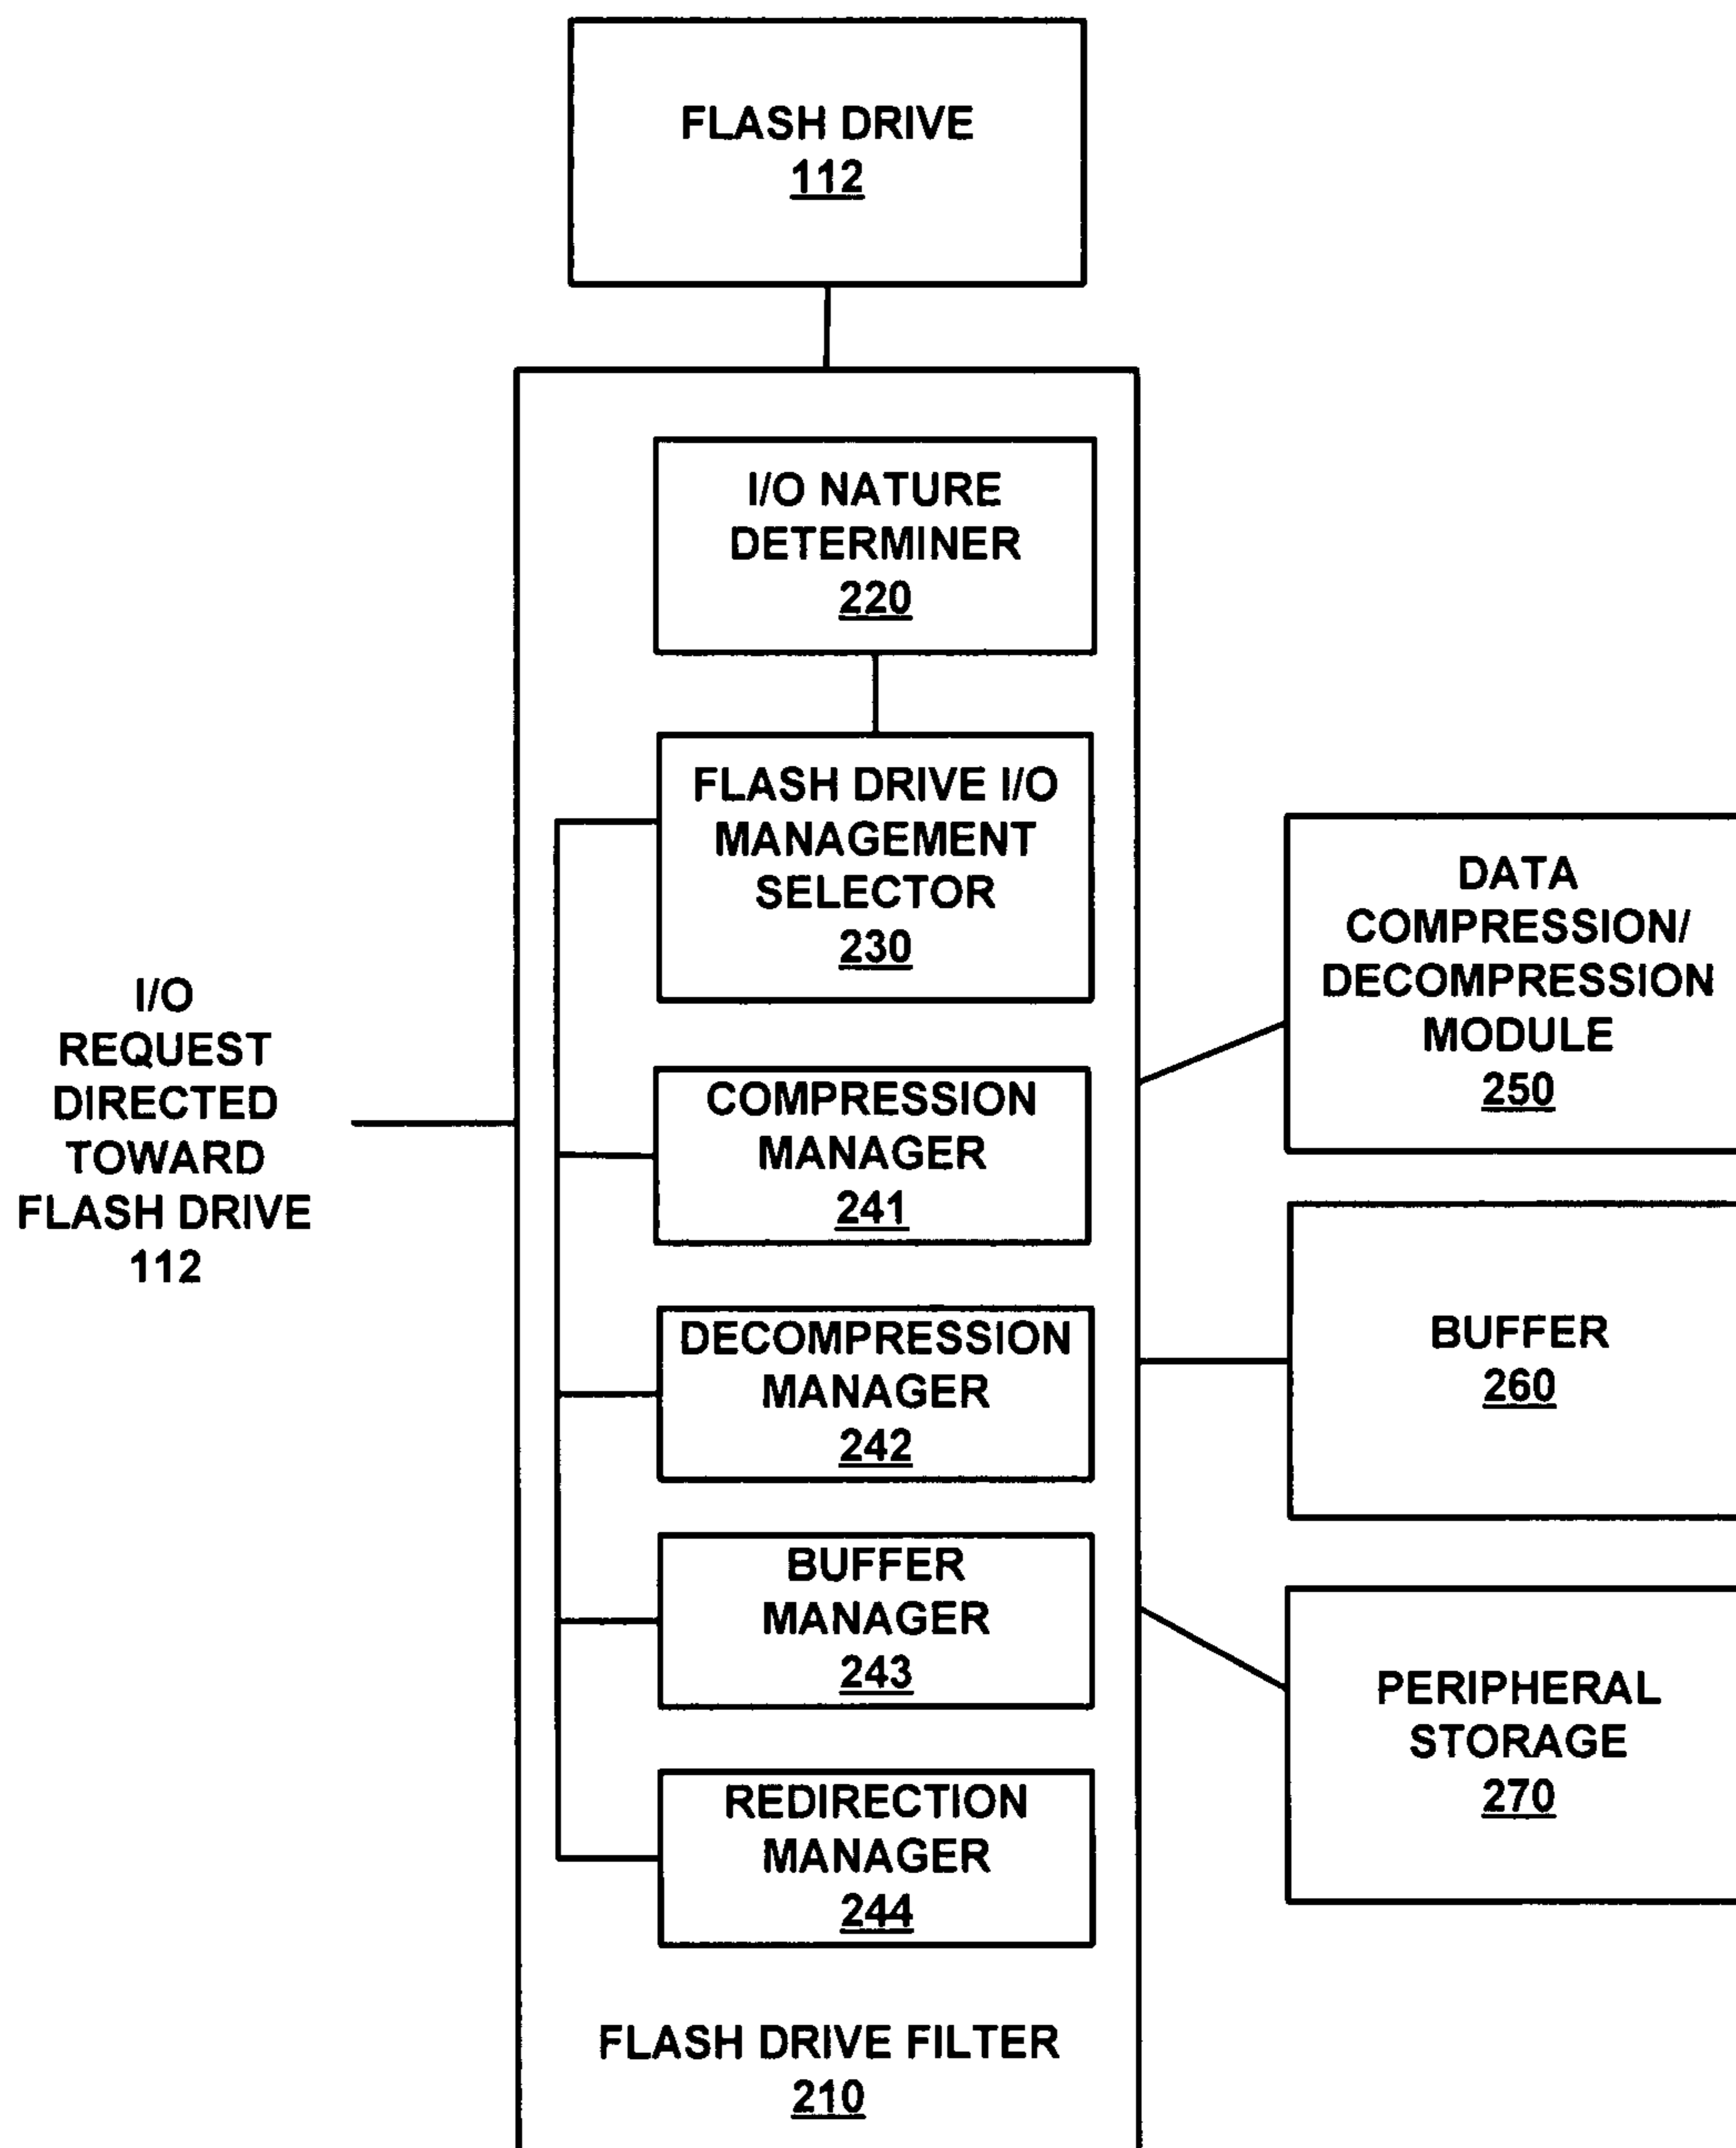 FLASH DRIVE
112
I/O NATURE
DETERMINER
220
FLASH DRIVE I/O
MANAGEMENT
SELECTOR
230
COMPRESSION
MANAGER
241
DECOMPRESSION
MANAGER
242
BUFFER
MANAGER
243
REDIRECTION
MANAGER
244
FLASH DRIVE FILTER
210
I/O
REQUEST
DIRECTED
TOWARD
FLASH DRIVE
112
DATA
COMPRESSION/
DECOMPRESSION
MODULE
250
BUFFER
260
PERIPHERAL
STORAGE
270